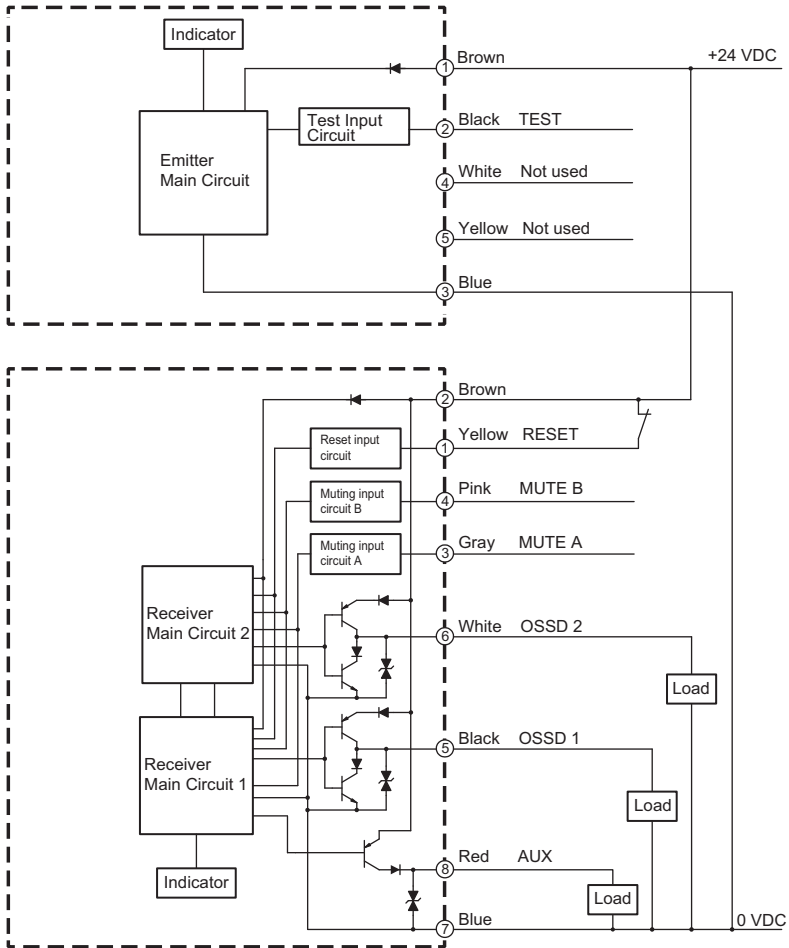 Indicator
1 Brown
+24 VDC
Test Input
Circuit
2 Black TEST
Emitter
Main Circuit
4 White Not used
5 Yellow Not used
3 Blue
2 Brown
Reset input
circuit
1 Yellow RESET
Muting input
circuit B
4 Pink MUTE B
Muting input
circuit A
3 Gray MUTE A
Receiver
Main Circuit 2
6 White OSSD 2
Load
Receiver
Main Circuit 1
5 Black OSSD 1
Load
8 Red AUX
Indicator
Load
7 Blue
0 VDC